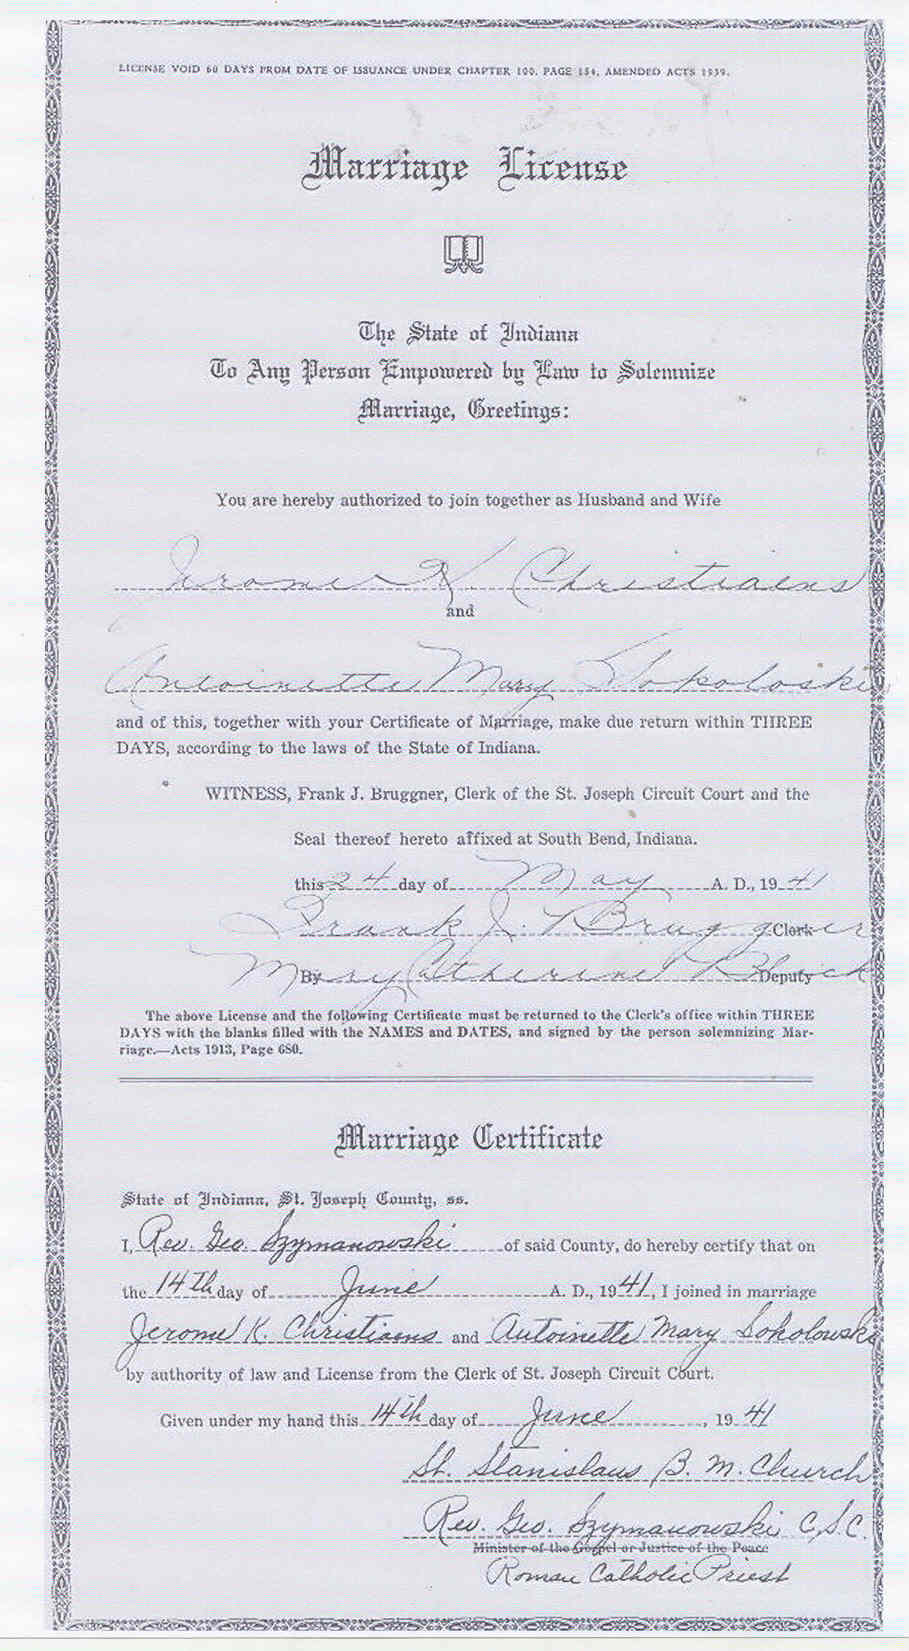 LICENSE VOID 60 DAYS FROM DATE OF ISSUANCE UNDER CHAPTER 100, PAGE 154, AMENDED ACTS 1939.
Marriage License
The State of Indiana
To Any Person Empowered by Law to Solemnize
Marriage, Greetings:
You are hereby authorized to join together as Husband and Wife
Jerome K. Christiaens
and
Antoinette Mary Sokoloski
and of this, together with your Certificate of Marriage, make due return within THREE
DAYS, according to the laws of the State of Indiana.
WITNESS, Frank J. Bruggner, Clerk of the St. Joseph Circuit Court and the
Seal thereof hereto affixed at South Bend, Indiana.
this 24 day of May A. D., 19 41
Frank J. Bruggner Clerk
By Mary Catherine Deputy
The above License and the following Certificate must be returned to the Clerk's office within THREE
DAYS with the blanks filled with the NAMES and DATES, and signed by the person solemnizing Mar-
riage.—Acts 1913, Page 680.
Marriage Certificate
State of Indiana, St. Joseph County, ss.
I, Rev. Geo. Szymanowski of said County, do hereby certify that on
the 14th day of June A. D., 1941, I joined in marriage
Jerome K. Christiaens and Antoinette Mary Sokolowski
by authority of law and License from the Clerk of St. Joseph Circuit Court.
Given under my hand this 14th day of June, 19 41
St. Stanislaus B. M. Church
Rev. Geo. Szymanowski C.S.C.
Minister of the Gospel or Justice of the Peace
Roman Catholic Priest